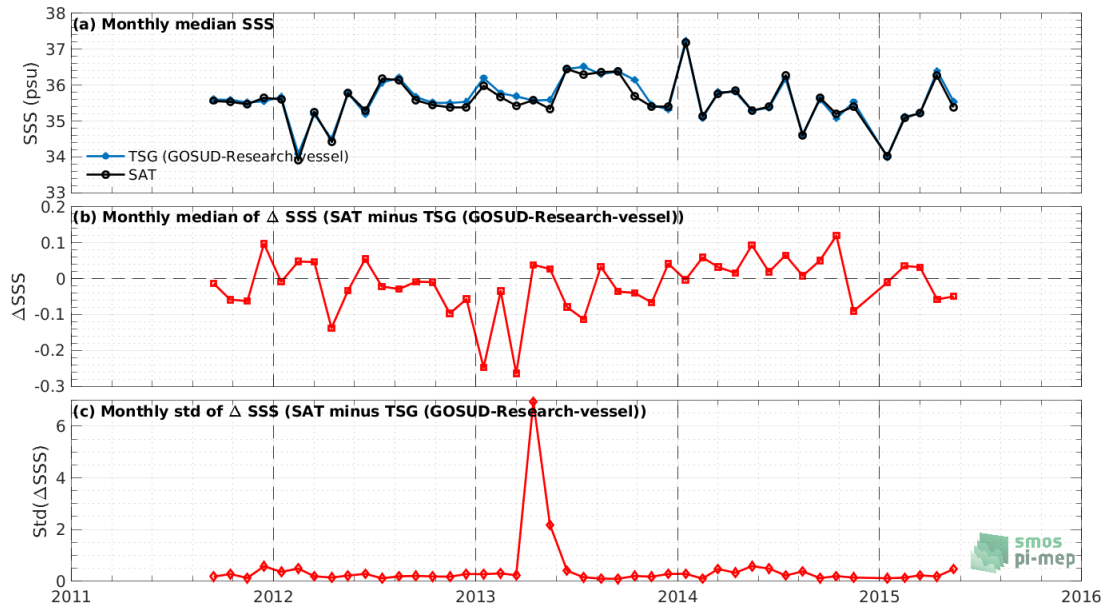 (a) Monthly median SSS
38
37
36
35
34
33
SSS (psu)
TSG (GOSUD-Research-vessel)
SAT
(b) Monthly median of Δ SSS (SAT minus TSG (GOSUD-Research-vessel))
0.2
0.1
0
-0.1
-0.2
-0.3
ΔSSS
(c) Monthly std of Δ SSS (SAT minus TSG (GOSUD-Research-vessel))
6
4
2
0
Std(ΔSSS)
smos
pi-mep
2011 2012 2013 2014 2015 2016